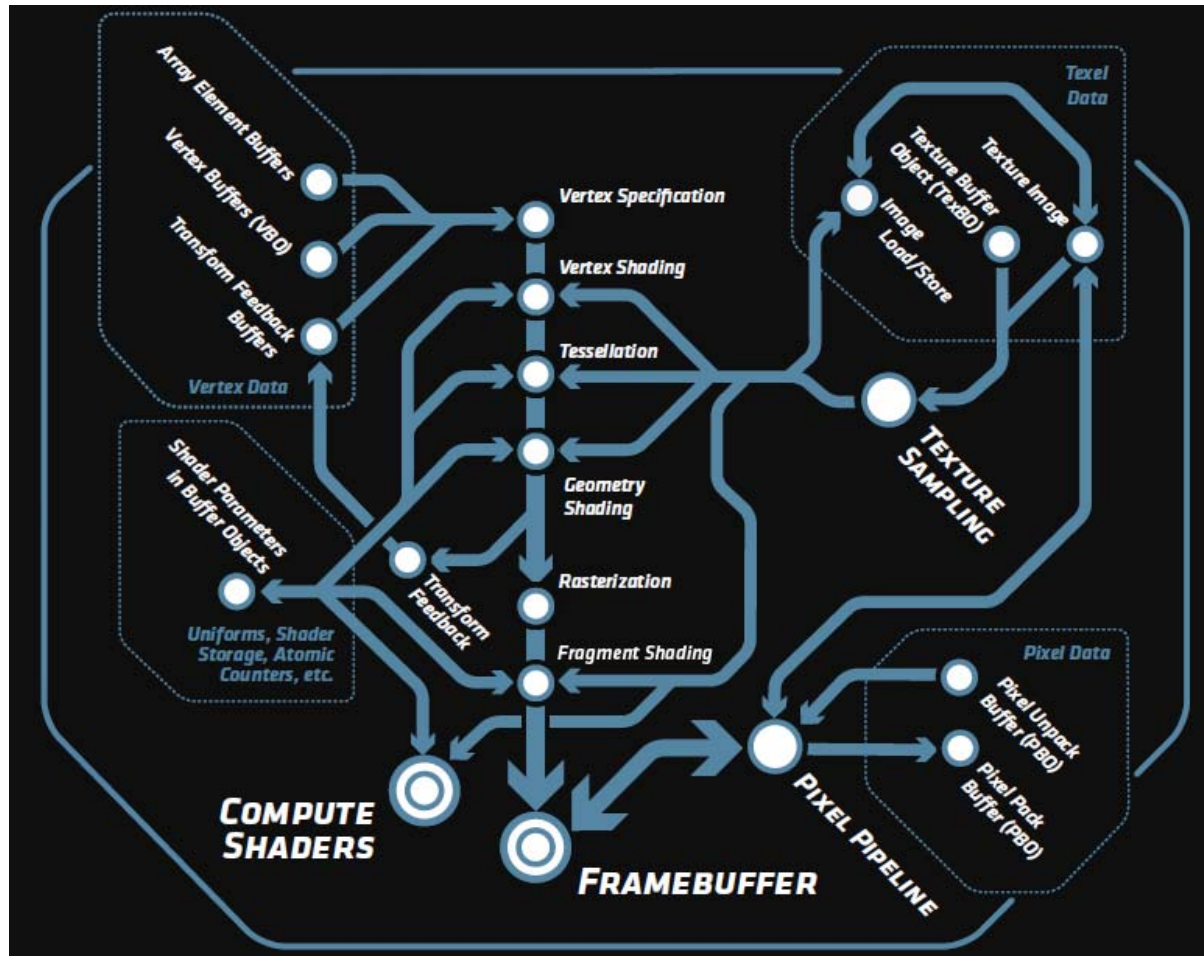 Array Element Buffers
Vertex Buffers (VBO)
Transform Feedback
Buffers
Vertex Data
Texel
Data
Image
Load/Store
Texture Buffer
Object (TexBO)
Texture Image
Vertex Specification
Vertex Shading
Tessellation
Geometry
Shading
Rasterization
Fragment Shading
TEXTURE
SAMPLING
Shader Parameters
in Buffer Objects
Uniforms, Shader
Storage, Atomic
Counters, etc.
Transform
Feedback
Pixel Data
Pixel Unpack
Buffer (PBO)
Pixel Pack
Buffer (PBO)
COMPUTE
SHADERS
FRAMEBUFFER
PIXEL PIPELINE